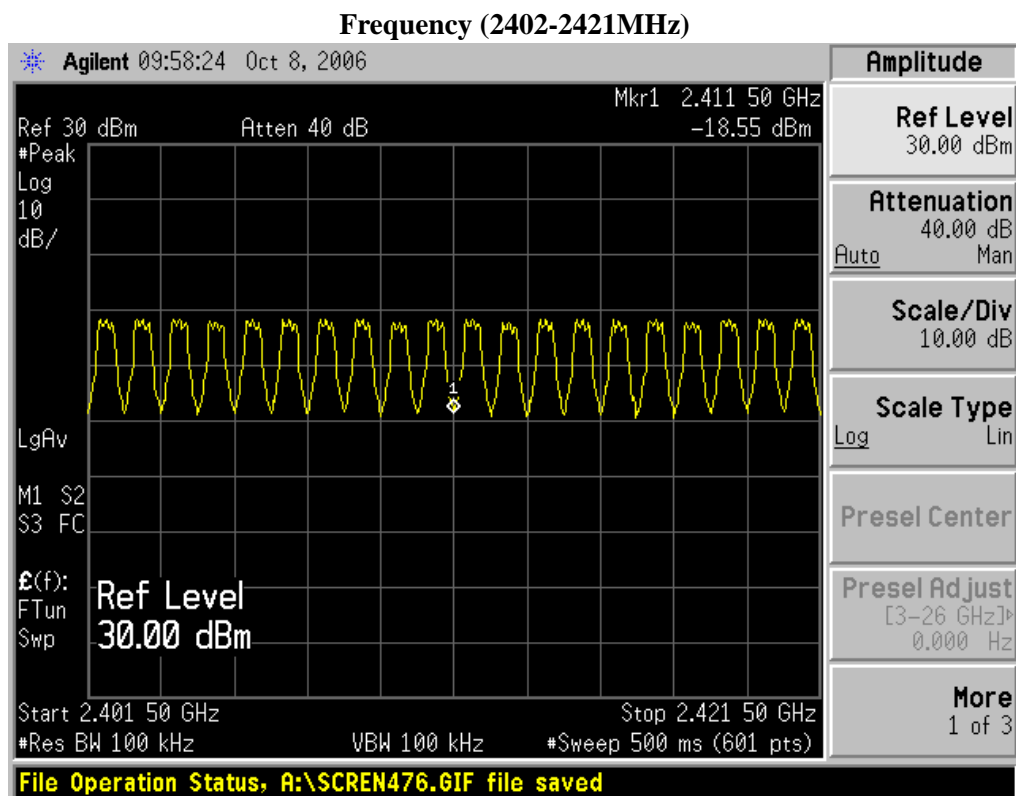 Frequency (2402-2421MHz)
Agilent 09:58:24 Oct 8, 2006
Amplitude
Mkr1 2.411 50 GHz
Ref 30 dBm Atten 40 dB -18.55 dBm
#Peak
Log
10
dB/
1
LgAv
M1 S2
S3 FC
£(f):
FTun
Swp
Ref Level
30.00 dBm
Start 2.401 50 GHz Stop 2.421 50 GHz
#Res BW 100 kHz VBW 100 kHz #Sweep 500 ms (601 pts)
Ref Level
30.00 dBm
Attenuation
40.00 dB
Auto Man
Scale/Div
10.00 dB
Scale Type
Log Lin
Presel Center
Presel Adjust
[3-26 GHz]
0.000 Hz
More
1 of 3
File Operation Status, A:\SCREN476.GIF file saved